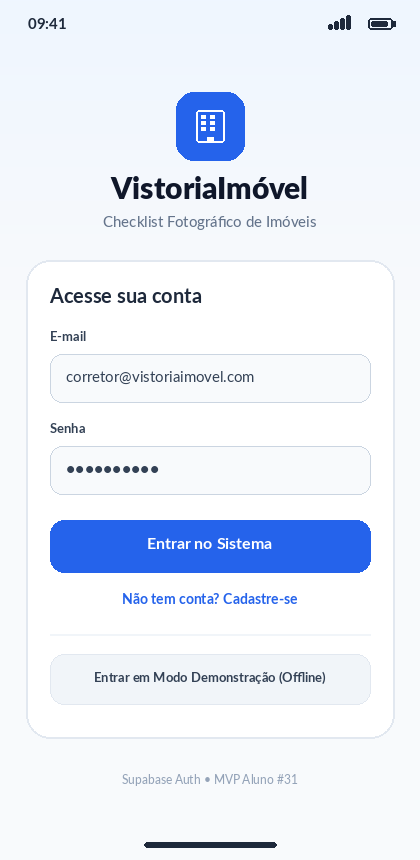 09:41
VistoriaImóvel
Checklist Fotográfico de Imóveis
Acesse sua conta
E-mail
corretor@vistoriaimovel.com
Senha
●●●●●●●●●●
Entrar no Sistema
Não tem conta? Cadastre-se
Entrar em Modo Demonstração (Offline)
Supabase Auth • MVP Aluno #31